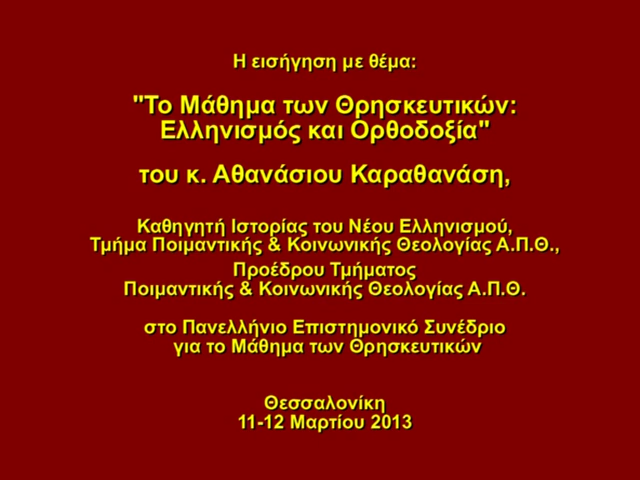 Η εισήγηση με θέμα:
"Το Μάθημα των Θρησκευτικών:
Ελληνισμός και Ορθοδοξία"
του κ. Αθανάσιου Καραθανάση,
Καθηγητή Ιστορίας του Νέου Ελληνισμού,
Τμήμα Ποιμαντικής & Κοινωνικής Θεολογίας Α.Π.Θ.,
Προέδρου Τμήματος
Ποιμαντικής & Κοινωνικής Θεολογίας Α.Π.Θ.
στο Πανελλήνιο Επιστημονικό Συνέδριο
για το Μάθημα των Θρησκευτικών
Θεσσαλονίκη
11-12 Μαρτίου 2013